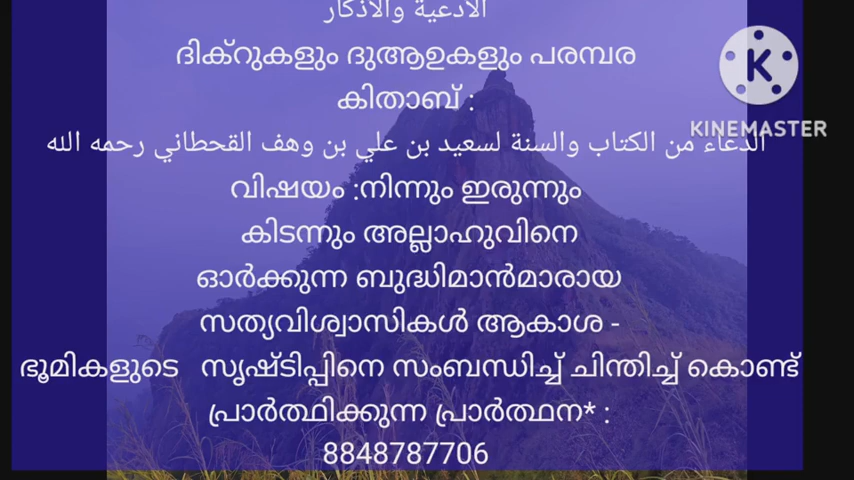 الأدعية والأذكار
ദിക്റുകളും ദുആഉകളും പരമ്പര
കിതാബ് :
الدعاء من الكتاب والسنة لسعيد بن علي بن وهف القحطاني رحمه الله
വിഷയം :നിന്നും ഇരുന്നും
കിടന്നും അല്ലാഹുവിനെ
ഓർക്കുന്ന ബുദ്ധിമാൻമാരായ
സത്യവിശ്വാസികൾ ആകാശ -
ഭൂമികളുടെ സൃഷ്ടിപ്പിനെ സംബന്ധിച്ച് ചിന്തിച്ച് കൊണ്ട്
പ്രാർത്ഥിക്കുന്ന പ്രാർത്ഥന* :
8848787706
K
KINEMASTER